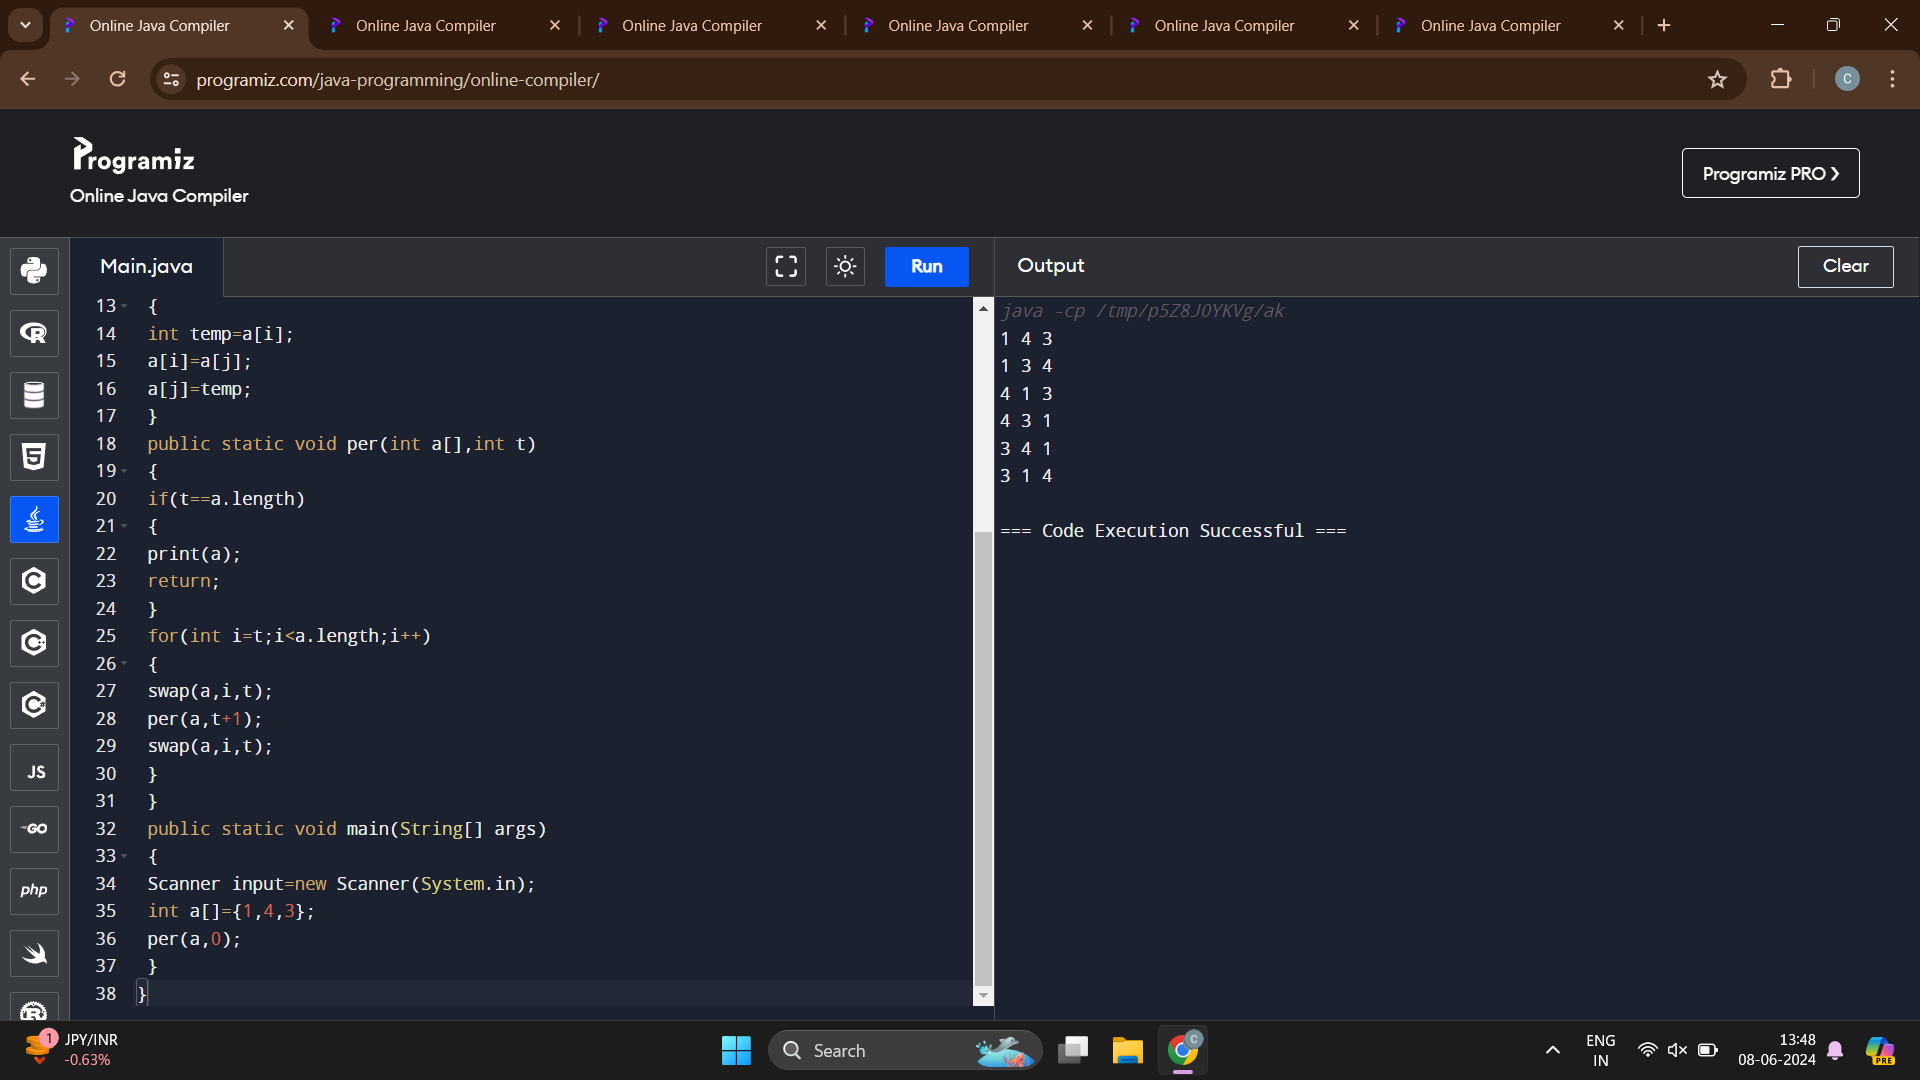 Online Java Compiler
Online Java Compiler
Online Java Compiler
Online Java Compiler
Online Java Compiler
Online Java Compiler
programiz.com/java-programming/online-compiler/
C
Programiz
Online Java Compiler
Programiz PRO
Main.java
Run
Output
Clear
13 {
14 int temp=a[i];
15 a[i]=a[j];
16 a[j]=temp;
17 }
18 public static void per(int a[],int t)
19 {
20 if(t==a.length)
21 {
22 print(a);
23 return;
24 }
25 for(int i=t;i<a.length;i++)
26 {
27 swap(a,i,t);
28 per(a,t+1);
29 swap(a,i,t);
30 }
31 }
32 public static void main(String[] args)
33 {
34 Scanner input=new Scanner(System.in);
35 int a[]={1,4,3};
36 per(a,0);
37 }
38 }
java -cp /tmp/p5Z8J0YKVg/ak
1 4 3
1 3 4
4 1 3
4 3 1
3 4 1
3 1 4
=== Code Execution Successful ===
R
5
C
C
C
JS
GO
php
R
1
JPY/INR
-0.63%
Search
C
ENG
IN
13:48
08-06-2024
PRE